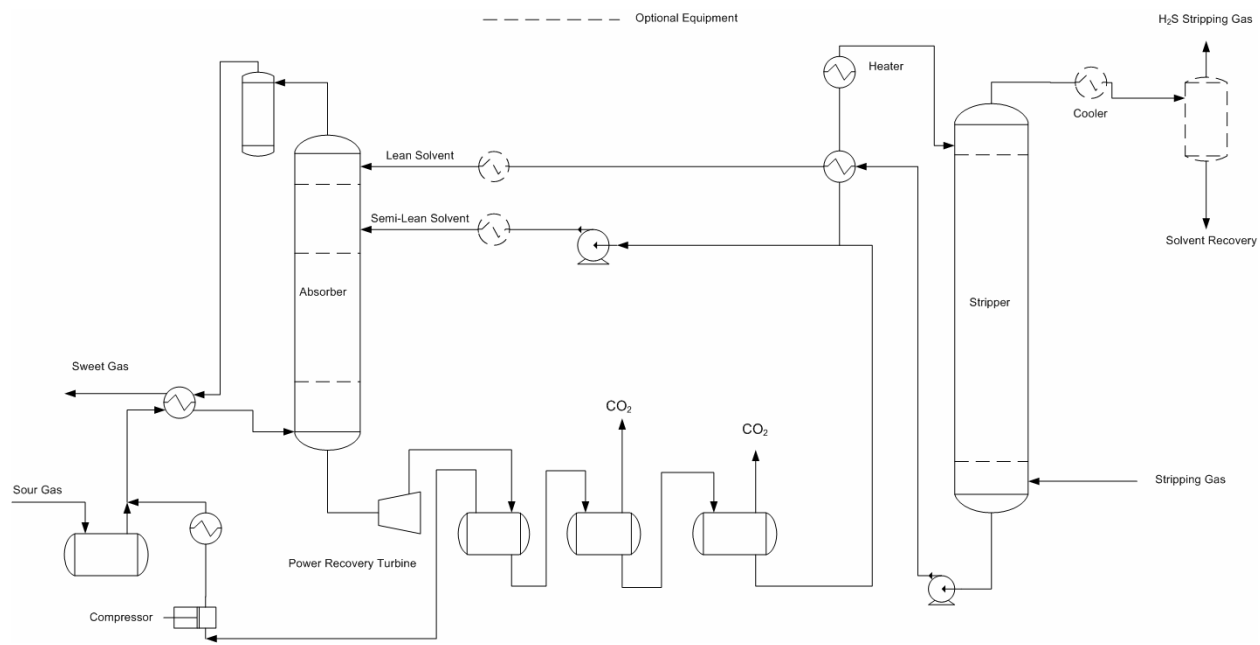 Optional Equipment
H₂S Stripping Gas
Heater
Cooler
Lean Solvent
Semi-Lean Solvent
Solvent Recovery
Absorber
Stripper
Sweet Gas
CO₂
CO₂
Stripping Gas
Sour Gas
Power Recovery Turbine
Compressor